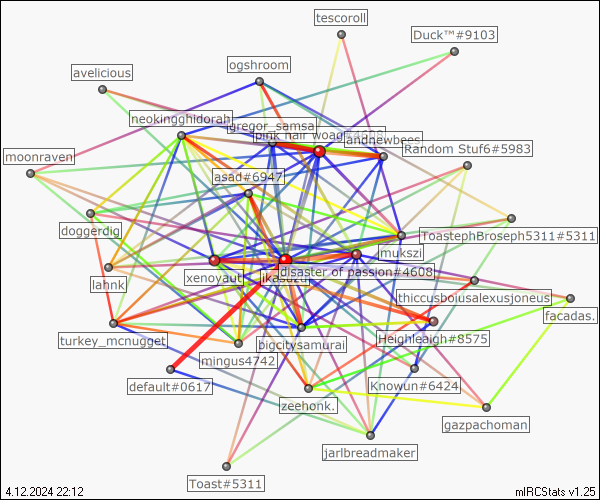 tescoroll
Duck™#9103
ogshroom
avelicious
neokingghidorah
gregor_samsa
pink hair woag#4608
andnewbees
Random Stuf6#5983
moonraven
asad#6947
doggerdig
ToastephBroseph5311#5311
mukszi
lahnk
xenoyaut
jkasuzu
disaster of passion#4608
thiccusboiusalexusjoneus
facadas.
turkey_mcnugget
bigcitysamurai
Heighleaigh#8575
mingus4742
default#0617
Knowun#6424
zeehonk.
gazpachoman
jarlbreadmaker
Toast#5311
4.12.2024 22:12
mIRCStats v1.25